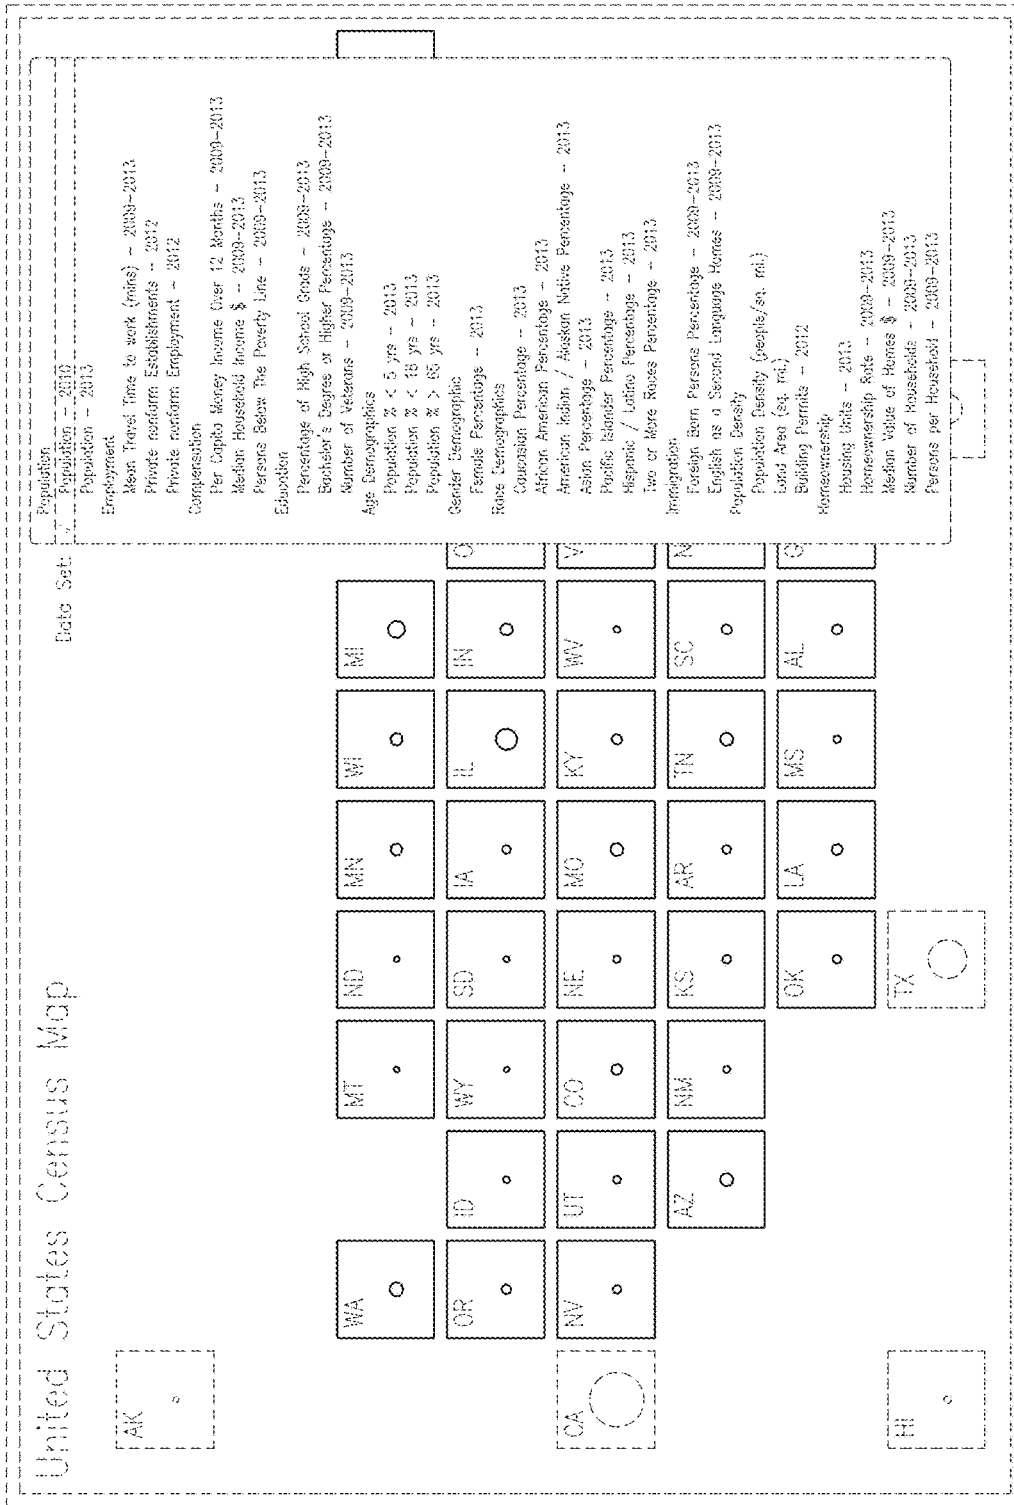 United States Census Map
Data Set:
Population
✓ Population – 2010
Population – 2013
Employment
Mean Travel Time to work (mins) – 2009–2013
Private nonfarm Establishments – 2012
Private nonfarm Employment – 2012
Compensation
Per Capita Money Income Over 12 Months – 2009–2013
Median Household Income $ – 2009–2013
Persons Below The Poverty Line – 2009–2013
Education
Percentage of High School Grads – 2009–2013
Bachelor's Degree or Higher Percentage – 2009–2013
Number of Veterans – 2009–2013
Age Demographics
Population % < 5 yrs – 2013
Population % < 18 yrs – 2013
Population % > 65 yrs – 2013
Gender Demographic
Female Percentage – 2013
Race Demographics
Caucasian Percentage – 2013
African American Percentage – 2013
American Indian / Alaskan Native Percentage – 2013
Asian Percentage – 2013
Pacific Islander Percentage – 2013
Hispanic / Latino Percentage – 2013
Two or More Races Percentage – 2013
Immigration
Foreign Born Persons Percentage – 2009–2013
English as a Second Language Homes – 2009–2013
Population Density
Population Density (people/sq. mi.)
Land Area (sq. mi.)
Building Permits – 2012
Homeownership
Housing Units – 2013
Homeownership Rate – 2009–2013
Median Value of Homes $ – 2009–2013
Number of Households – 2009–2013
Persons per Household – 2009–2013
AK
WA MT ND MN WI MI
OR ID WY SD IA IL IN O
CA NV UT CO NE MO KY WV V
AZ NM KS AR TN SC N
OK LA MS AL G
HI TX